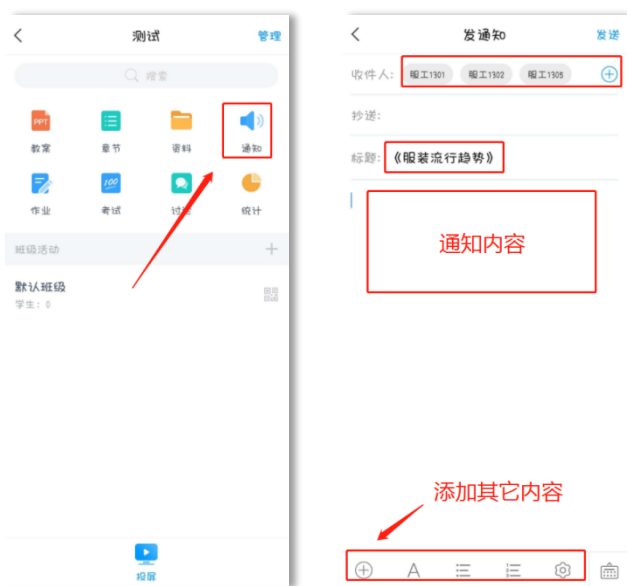 测试
管理
搜索
PPT
教案
章节
资料
通知
100
作业
考试
讨论
统计
班级活动
默认班级
学生：0
投屏
发通知
发送
收件人：
服工1301
服工1302
服工1305
抄送：
标题：
《服装流行趋势》
通知内容
添加其它内容
A